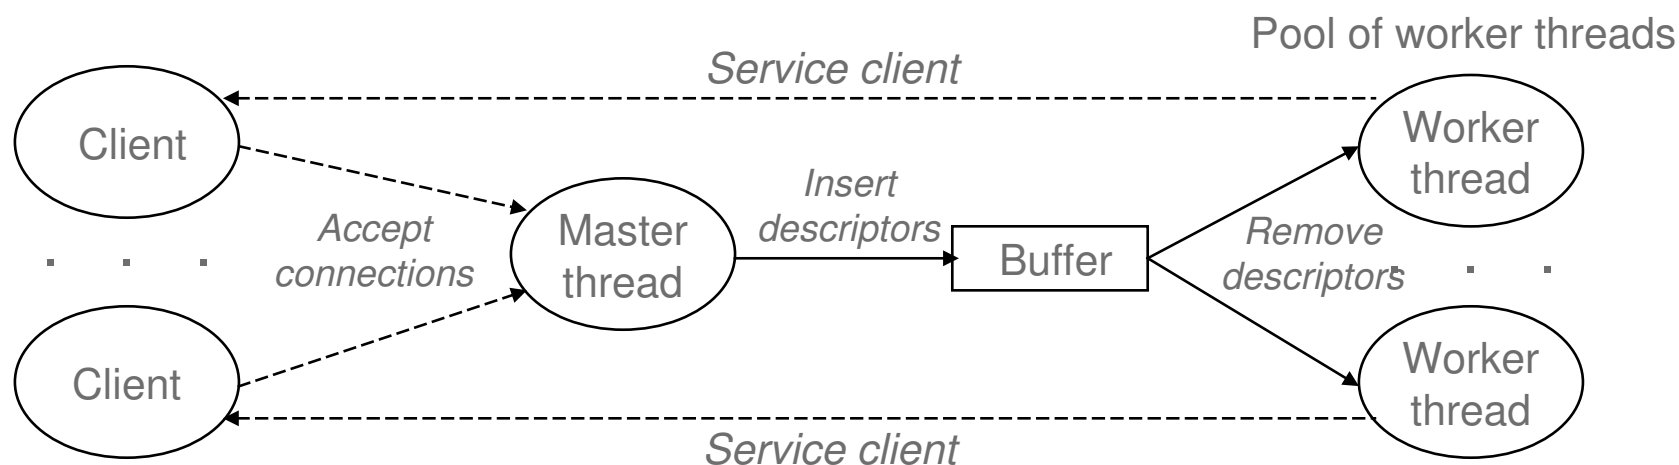 Pool of worker threads
Service client
Client
Worker
thread
Insert
descriptors
Accept
connections
Master
thread
Buffer
Remove
descriptors
Client
Worker
thread
Service client